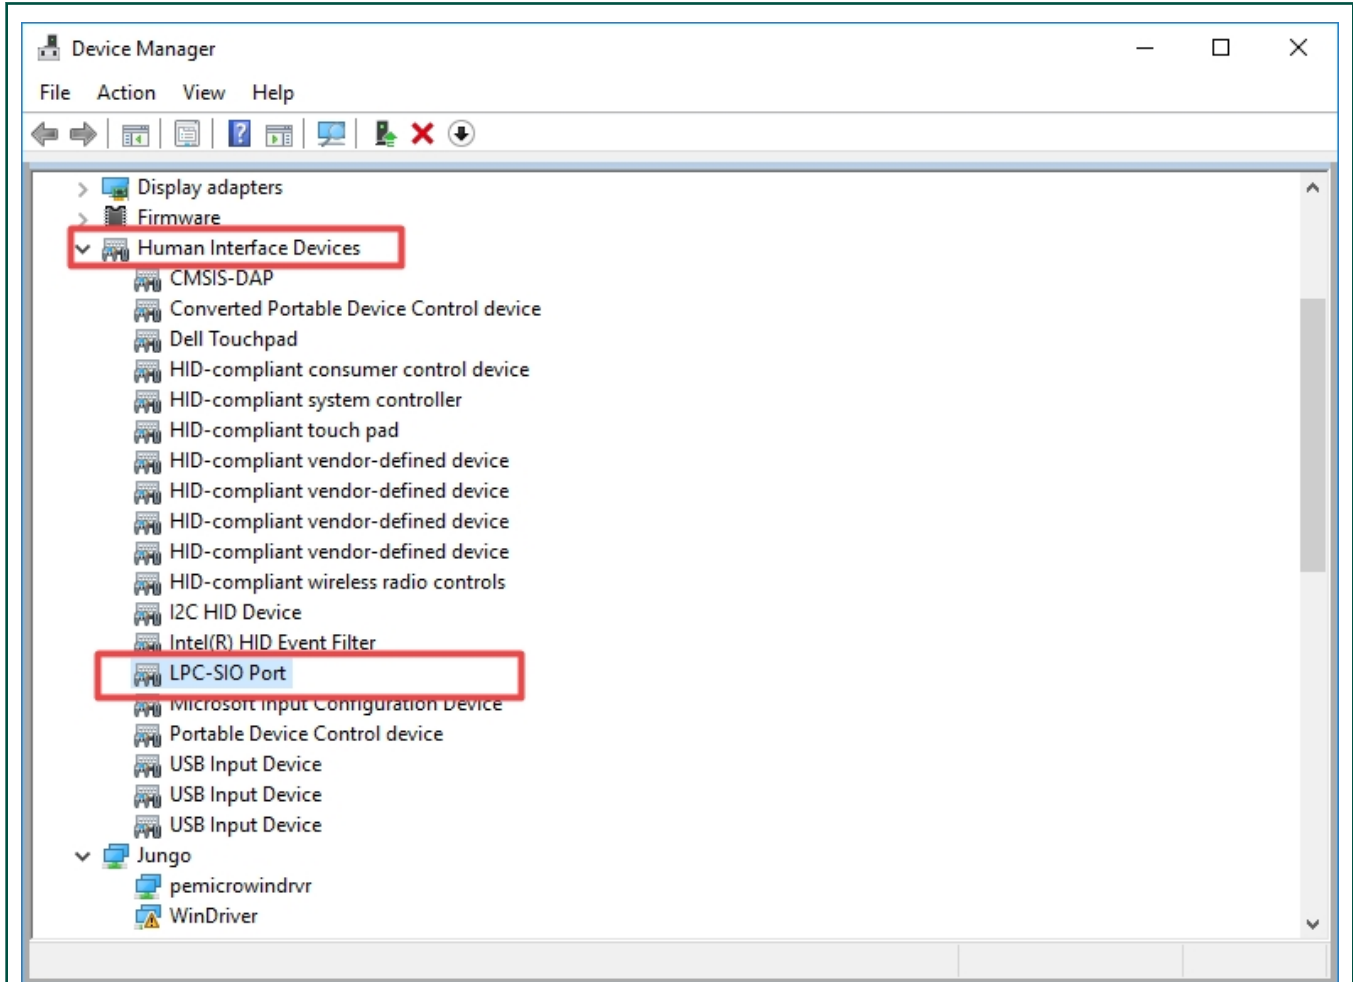 Device Manager
File Action View Help
Display adapters
Firmware
Human Interface Devices
CMSIS-DAP
Converted Portable Device Control device
Dell Touchpad
HID-compliant consumer control device
HID-compliant system controller
HID-compliant touch pad
HID-compliant vendor-defined device
HID-compliant vendor-defined device
HID-compliant vendor-defined device
HID-compliant vendor-defined device
HID-compliant wireless radio controls
I2C HID Device
Intel(R) HID Event Filter
LPC-SIO Port
Microsoft Input Configuration Device
Portable Device Control device
USB Input Device
USB Input Device
USB Input Device
Jungo
pemicrowindrvr
WinDriver